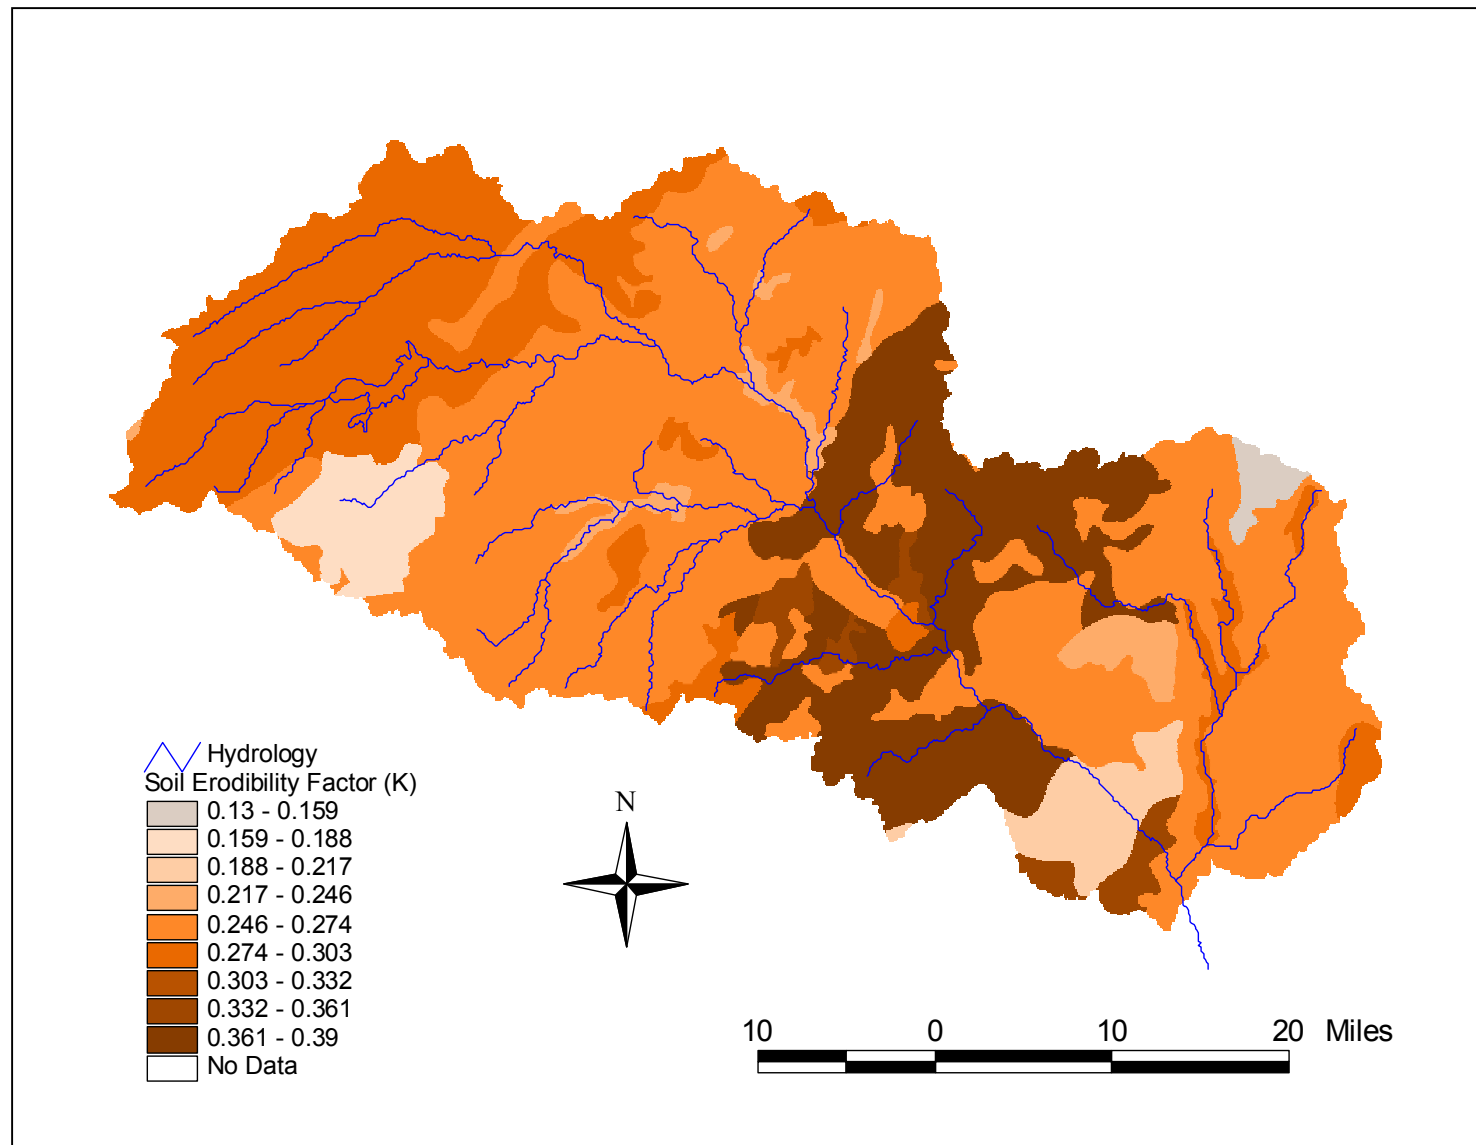 Hydrology
Soil Erodibility Factor (K)
0.13 - 0.159
0.159 - 0.188
0.188 - 0.217
0.217 - 0.246
0.246 - 0.274
0.274 - 0.303
0.303 - 0.332
0.332 - 0.361
0.361 - 0.39
No Data
N
10 0 10 20 Miles